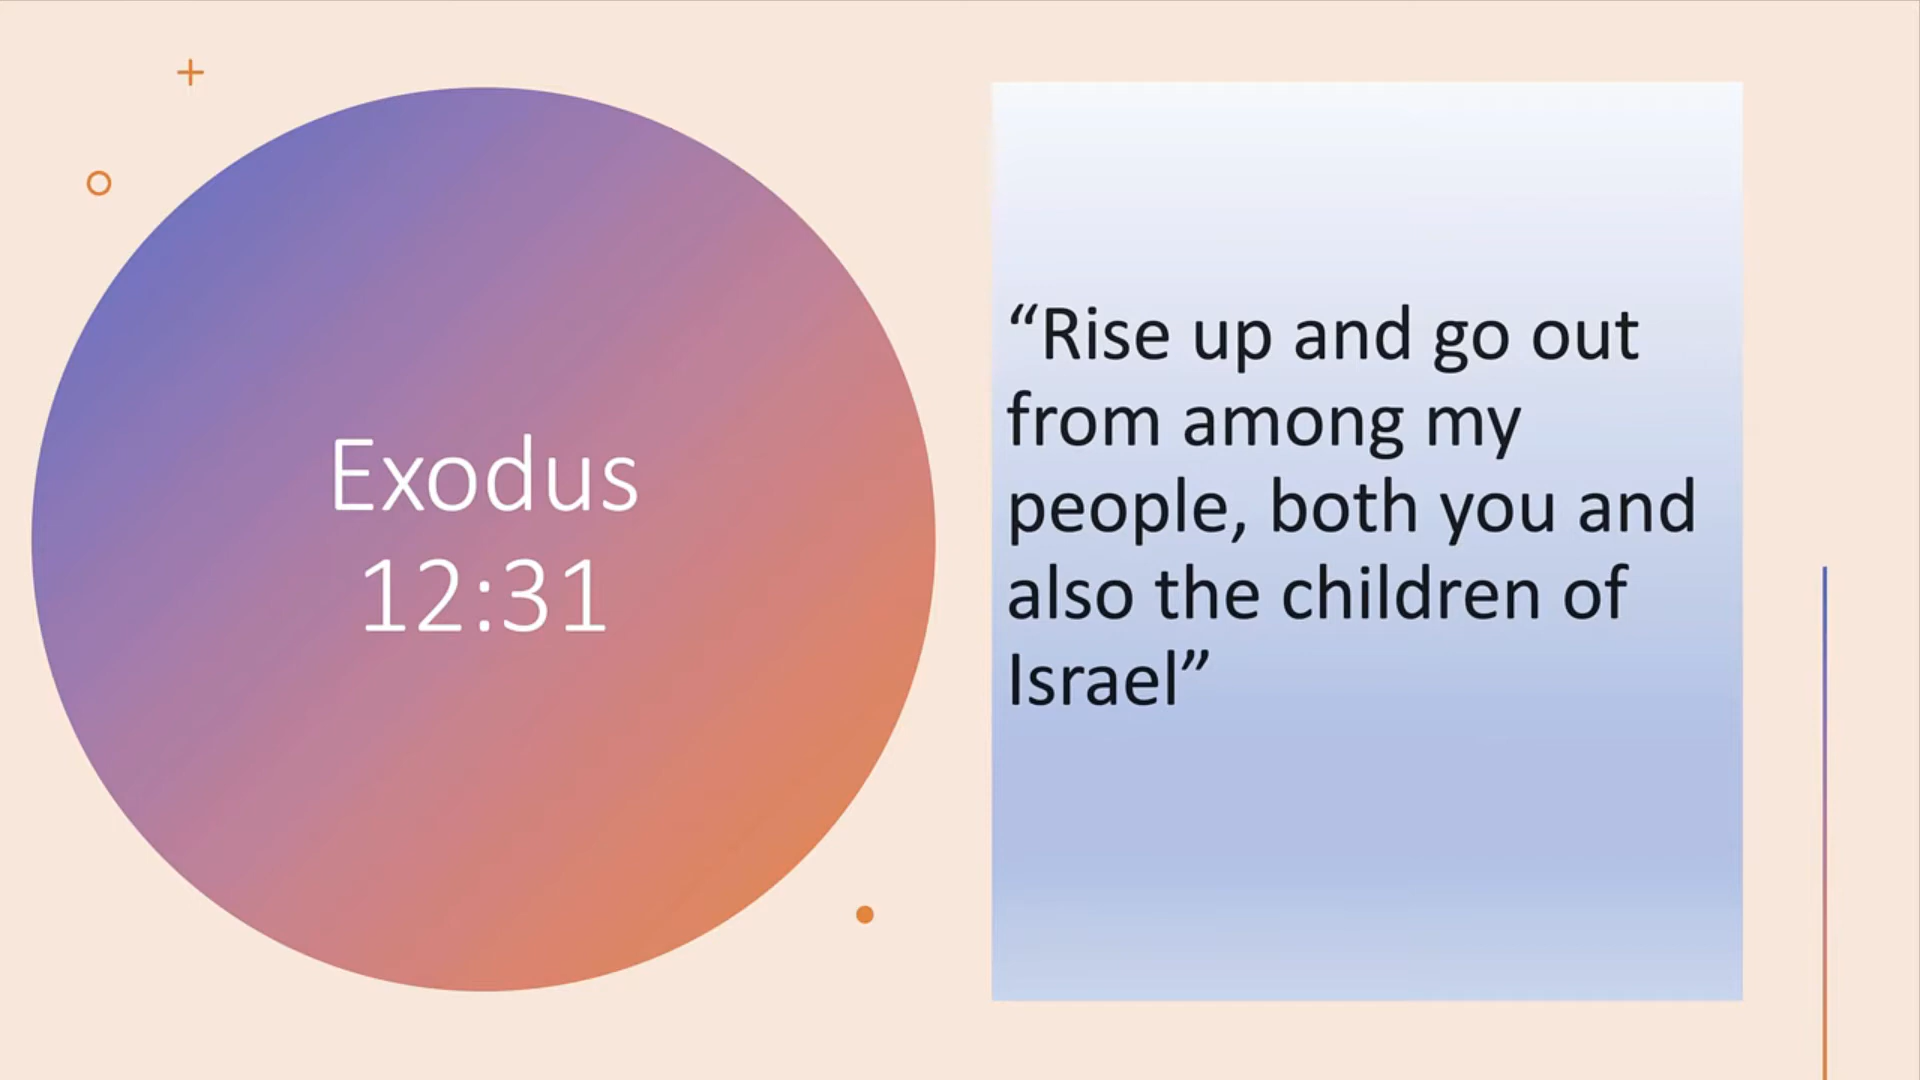 Exodus
12:31
“Rise up and go out
from among my
people, both you and
also the children of
Israel”